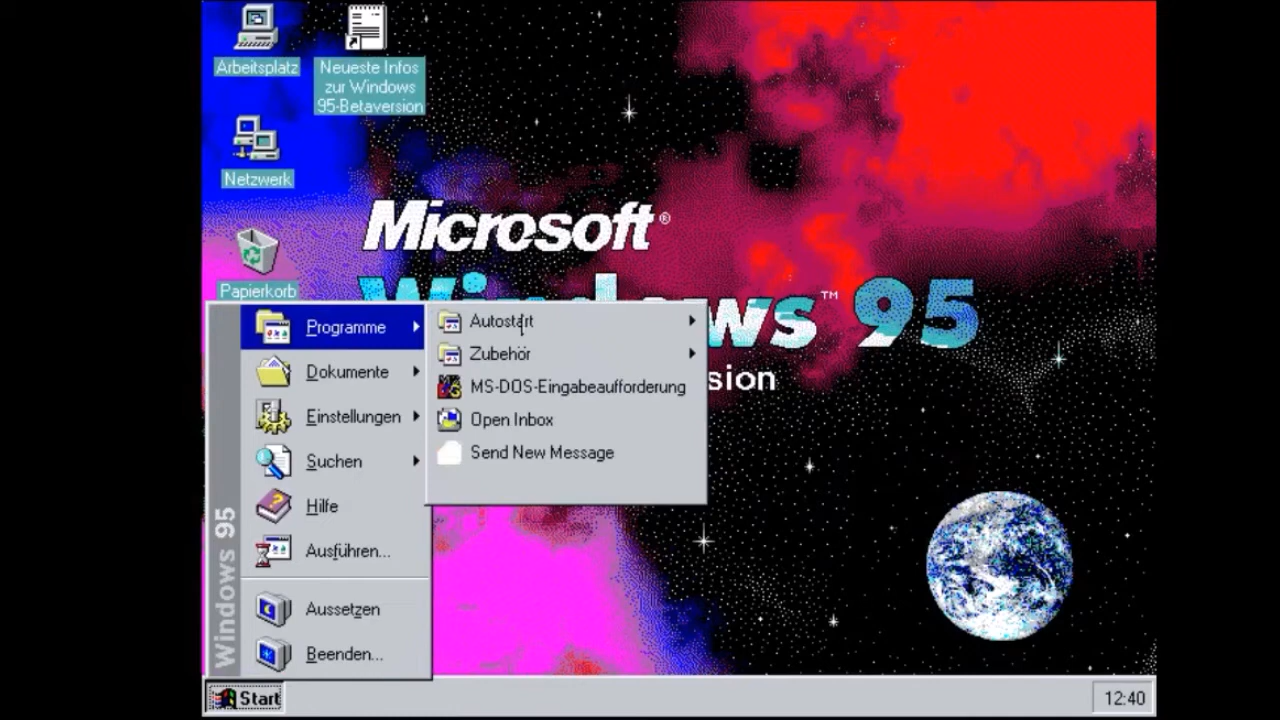 Arbeitsplatz
Neueste Infos
zur Windows
95-Betaversion
Netzwerk
Papierkorb
Microsoft®
Windows™ 95
sion
Programme
Dokumente
Einstellungen
Suchen
Hilfe
Ausführen...
Aussetzen
Beenden...
Windows 95
Autostart
Zubehör
MS-DOS-Eingabeaufforderung
Open Inbox
Send New Message
Start
12:40